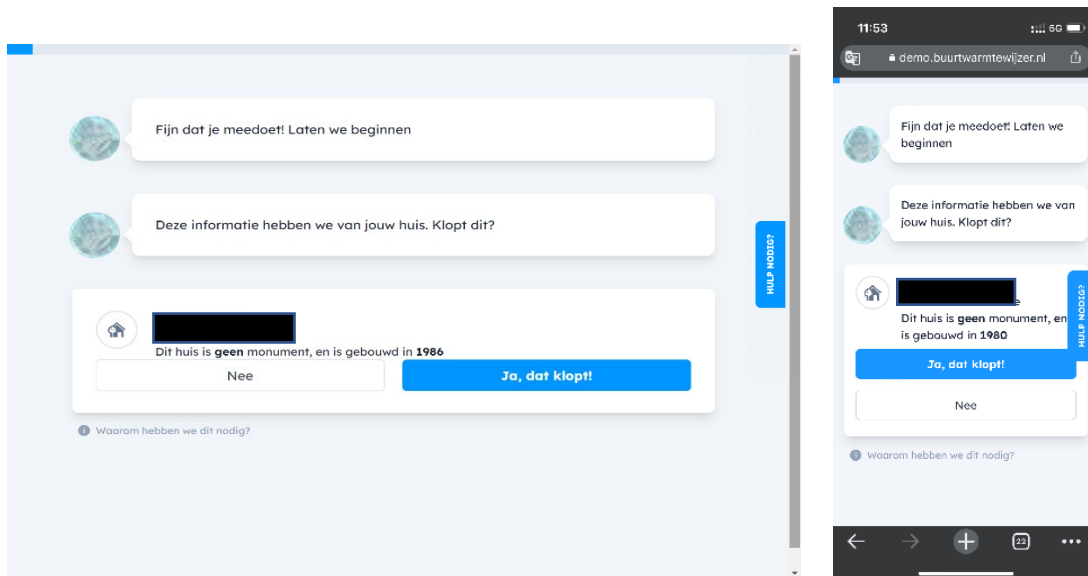 Fijn dat je meedoet! Laten we beginnen
Deze informatie hebben we van jouw huis. Klopt dit?
Dit huis is geen monument, en is gebouwd in 1986
Nee
Ja, dat klopt!
Waarom hebben we dit nodig?
HULP NODIG?
11:53
5G
demo.buurtwarmtewijzer.nl
Fijn dat je meedoet! Laten we
beginnen
Deze informatie hebben we van
jouw huis. Klopt dit?
Dit huis is geen monument, en
is gebouwd in 1980
HULP NODIG?
Ja, dat klopt!
Nee
Waarom hebben we dit nodig?
22